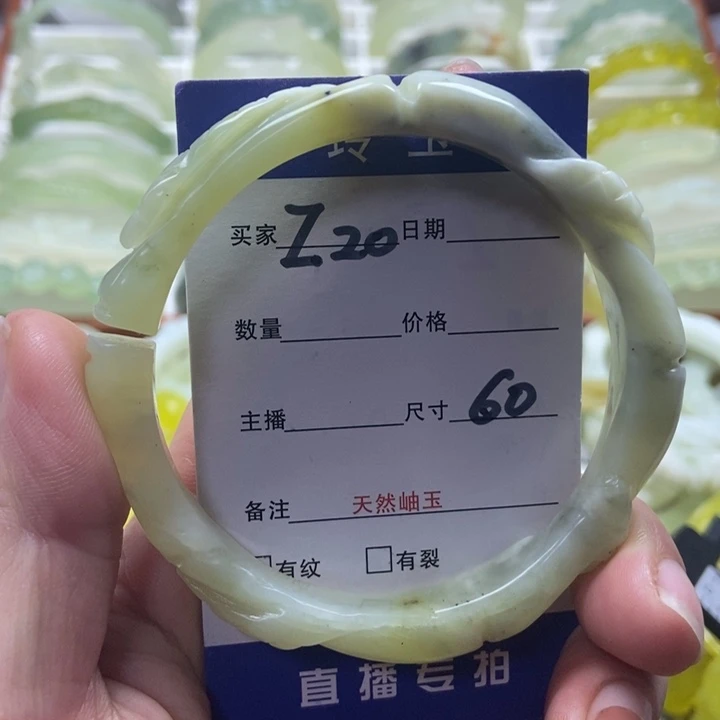 玉
买家 Z20 日期
数量 价格
主播 尺寸 60
备注 天然岫玉
有纹 □有裂
直播专拍